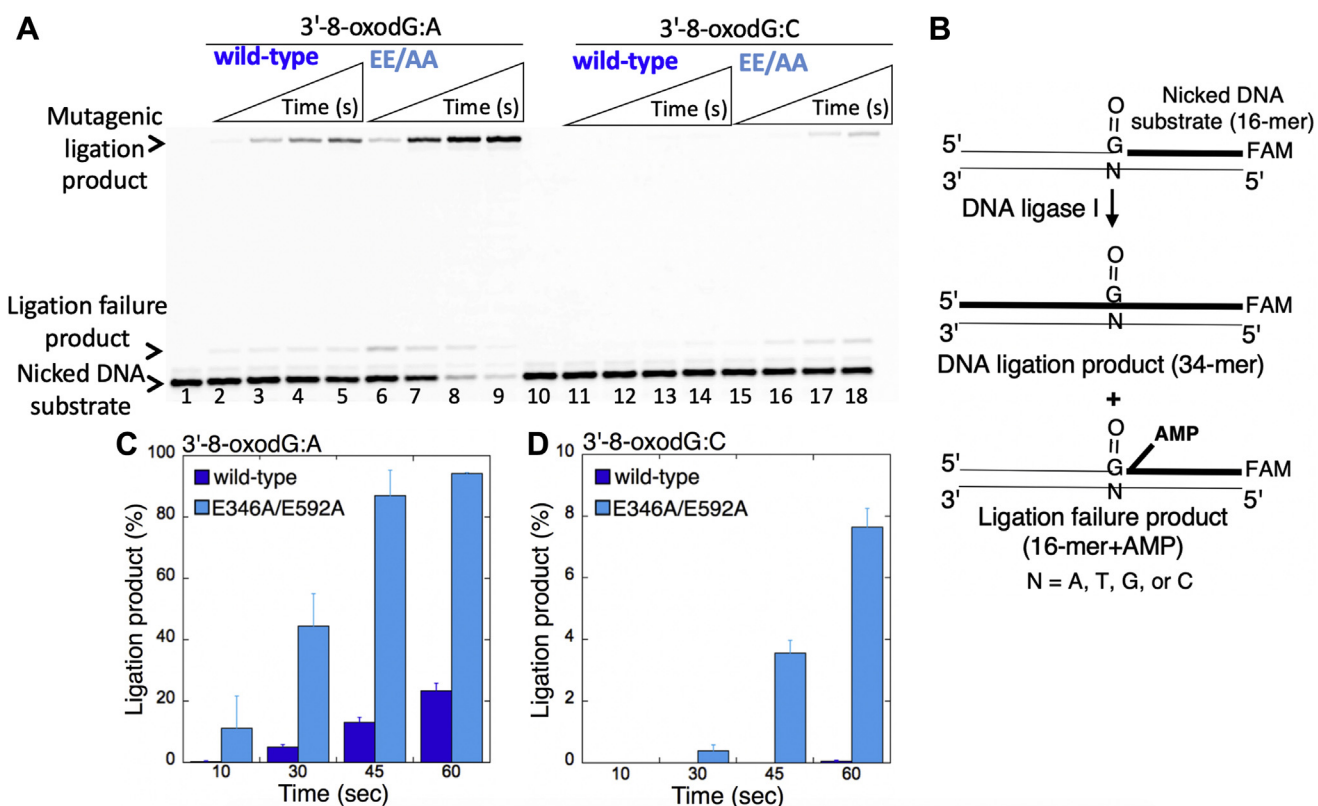 A
3'-8-oxodG:A
3'-8-oxodG:C
wild-type
EE/AA
wild-type
EE/AA
Time (s)
Time (s)
Time (s)
Time (s)
Mutagenic
ligation
product
Ligation failure
product
Nicked DNA
substrate
1 2 3 4 5 6 7 8 9 10 11 12 13 14 15 16 17 18
B
O
Nicked DNA
substrate (16-mer)
5'
G
FAM
3'
N
5'
DNA ligase I
O
5'
G
FAM
3'
N
5'
DNA ligation product (34-mer)
+
O
AMP
5'
G
FAM
3'
N
5'
Ligation failure product
(16-mer+AMP)
N = A, T, G, or C
C
3'-8-oxodG:A
100
80
60
40
20
0
Ligation product (%)
wild-type
E346A/E592A
10 30 45 60
Time (sec)
D
3'-8-oxodG:C
10
8
6
4
2
0
Ligation product (%)
wild-type
E346A/E592A
10 30 45 60
Time (sec)